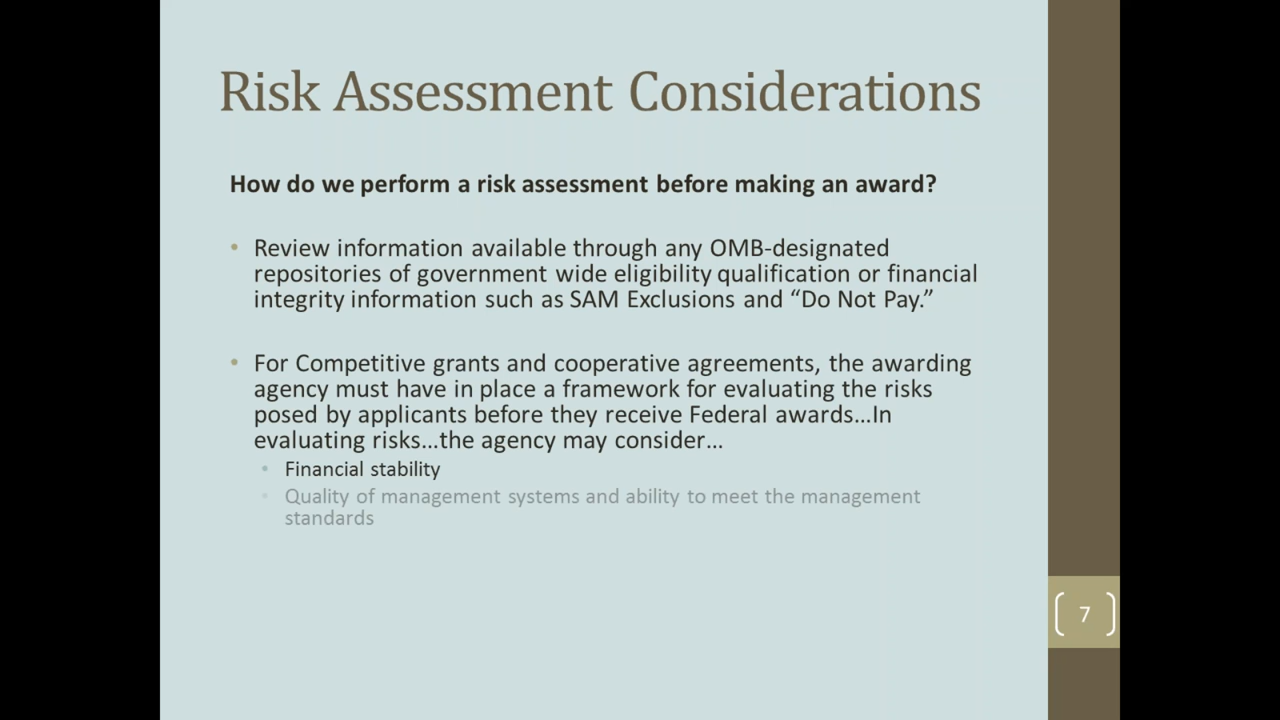 Risk Assessment Considerations
How do we perform a risk assessment before making an award?
• Review information available through any OMB-designated
repositories of government wide eligibility qualification or financial
integrity information such as SAM Exclusions and “Do Not Pay.”
• For Competitive grants and cooperative agreements, the awarding
agency must have in place a framework for evaluating the risks
posed by applicants before they receive Federal awards…In
evaluating risks…the agency may consider…
• Financial stability
• Quality of management systems and ability to meet the management
standards
7